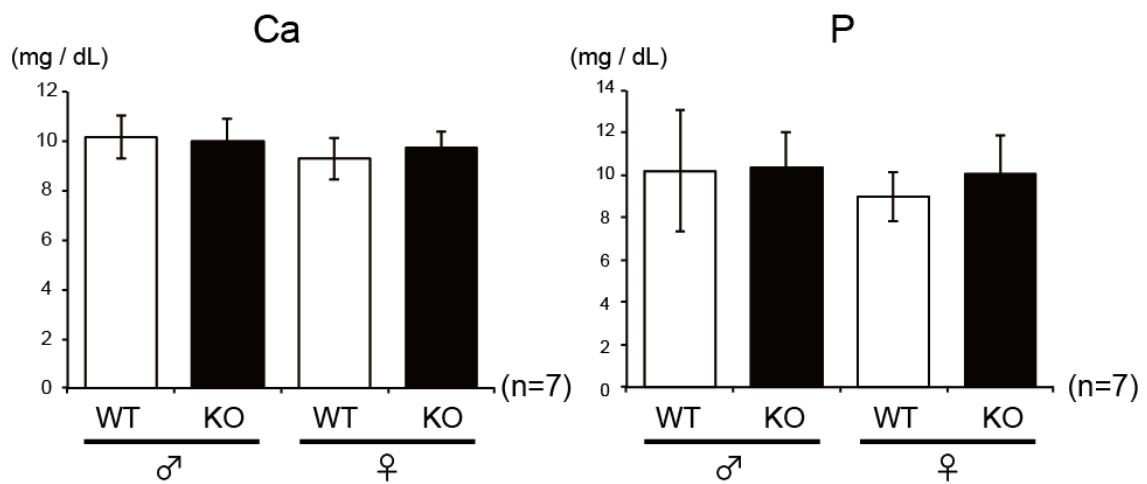 Ca
(mg / dL)
12
10
8
6
4
2
0
WT KO WT KO
(n=7)
♂ ♀
P
(mg / dL)
14
12
10
8
6
4
2
0
WT KO WT KO
(n=7)
♂ ♀